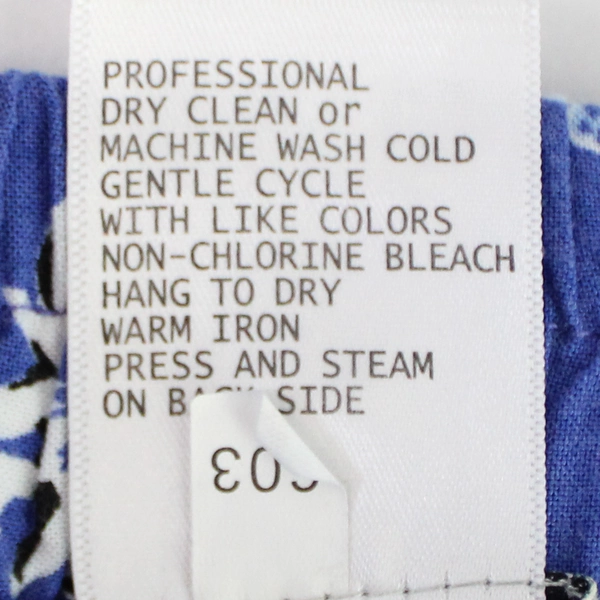 PROFESSIONAL
DRY CLEAN or
MACHINE WASH COLD
GENTLE CYCLE
WITH LIKE COLORS
NON-CHLORINE BLEACH
HANG TO DRY
WARM IRON
PRESS AND STEAM
ON BACK SIDE